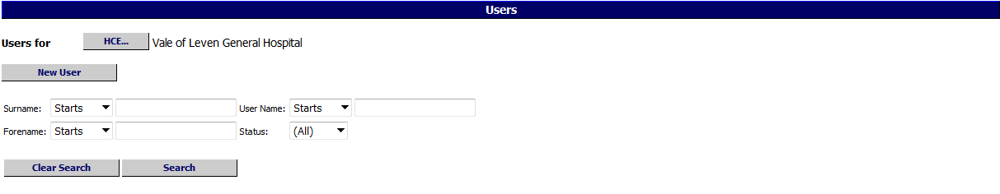 Users
Users for HCE... Vale of Leven General Hospital
New User
Surname: Starts User Name: Starts
Forename: Starts Status: (All)
Clear Search Search